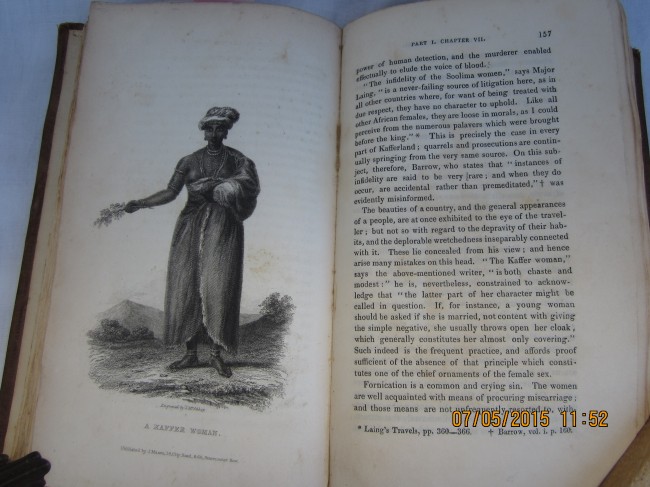 A KAFFER WOMAN.
PART I. CHAPTER VII. 157
power of human detection, and the murderer enabled
effectually to elude the voice of blood.
"The infidelity of the Soolima women," says Major
Laing, "is a never-failing source of litigation here, as in
all other countries where, for want of being treated with
due respect, they have no character to uphold. Like all
other African females, they are loose in morals, as I could
perceive from the numerous palavers which were brought
before the king."* This is precisely the case in every
part of Kafferland; quarrels and prosecutions are contin-
ually springing from the very same source. On this sub-
ject, therefore, Barrow, who states that "instances of
infidelity are said to be very rare; and when they do
occur, are accidental rather than premeditated,"† was
evidently misinformed.
The beauties of a country, and the general appearances
of a people, are at once exhibited to the eye of the travel-
ler; but not so with regard to the depravity of their hab-
its, and the deplorable wretchedness inseparably connected
with it. These lie concealed from his view; and hence
arise many mistakes on this head. "The Kaffer woman,"
says the above-mentioned writer, "is both chaste and
modest:" he is, nevertheless, constrained to acknow-
ledge that "the latter part of her character might be
called in question. If, for instance, a young woman
should be asked if she is married, not content with giving
the simple negative, she usually throws open her cloak,
which generally constitutes her almost only covering."
Such indeed is the frequent practice, and affords proof
sufficient of the absence of that principle which consti-
tutes one of the chief ornaments of the female sex.
Fornication is a common and crying sin. The women
are well acquainted with means of procuring miscarriage;
and those means are not unfrequently resorted to, with-
* Laing's Travels, pp. 360—366. † Barrow, vol. i. p. 160.
07/05/2015 11:52